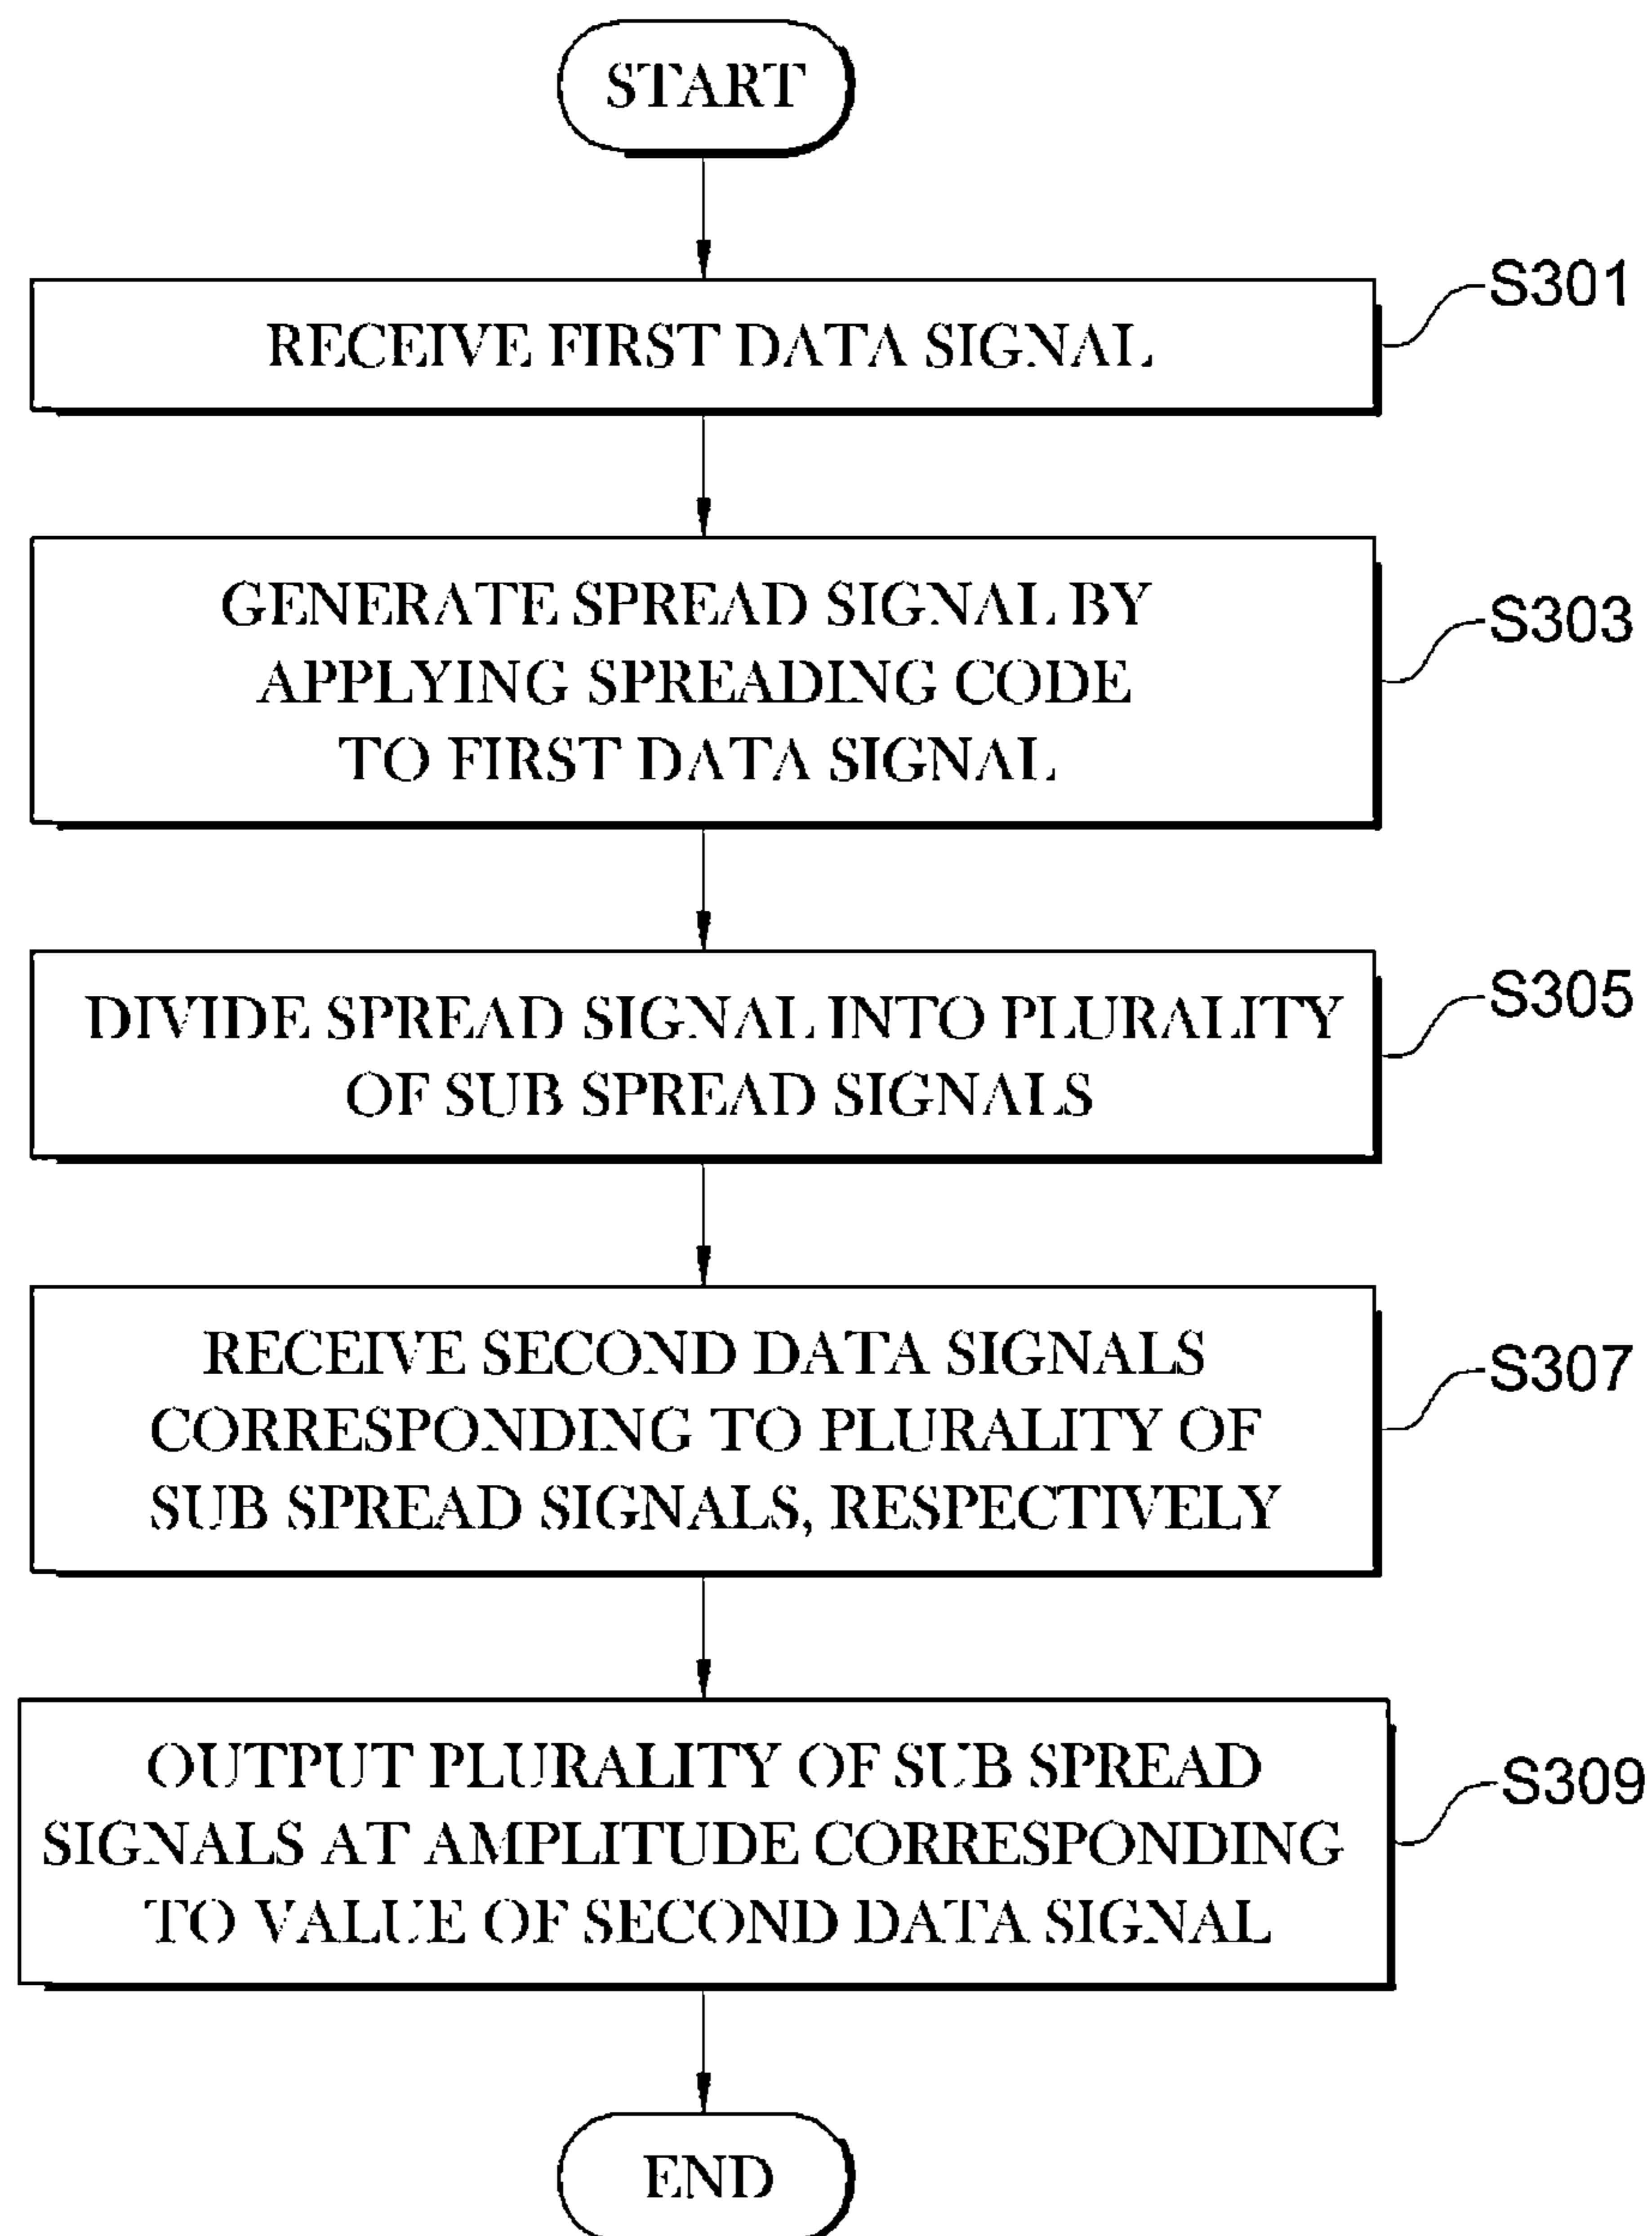 START
RECEIVE FIRST DATA SIGNAL
S301
GENERATE SPREAD SIGNAL BY
APPLYING SPREADING CODE
TO FIRST DATA SIGNAL
S303
DIVIDE SPREAD SIGNAL INTO PLURALITY
OF SUB SPREAD SIGNALS
S305
RECEIVE SECOND DATA SIGNALS
CORRESPONDING TO PLURALITY OF
SUB SPREAD SIGNALS, RESPECTIVELY
S307
OUTPUT PLURALITY OF SUB SPREAD
SIGNALS AT AMPLITUDE CORRESPONDING
TO VALUE OF SECOND DATA SIGNAL
S309
END